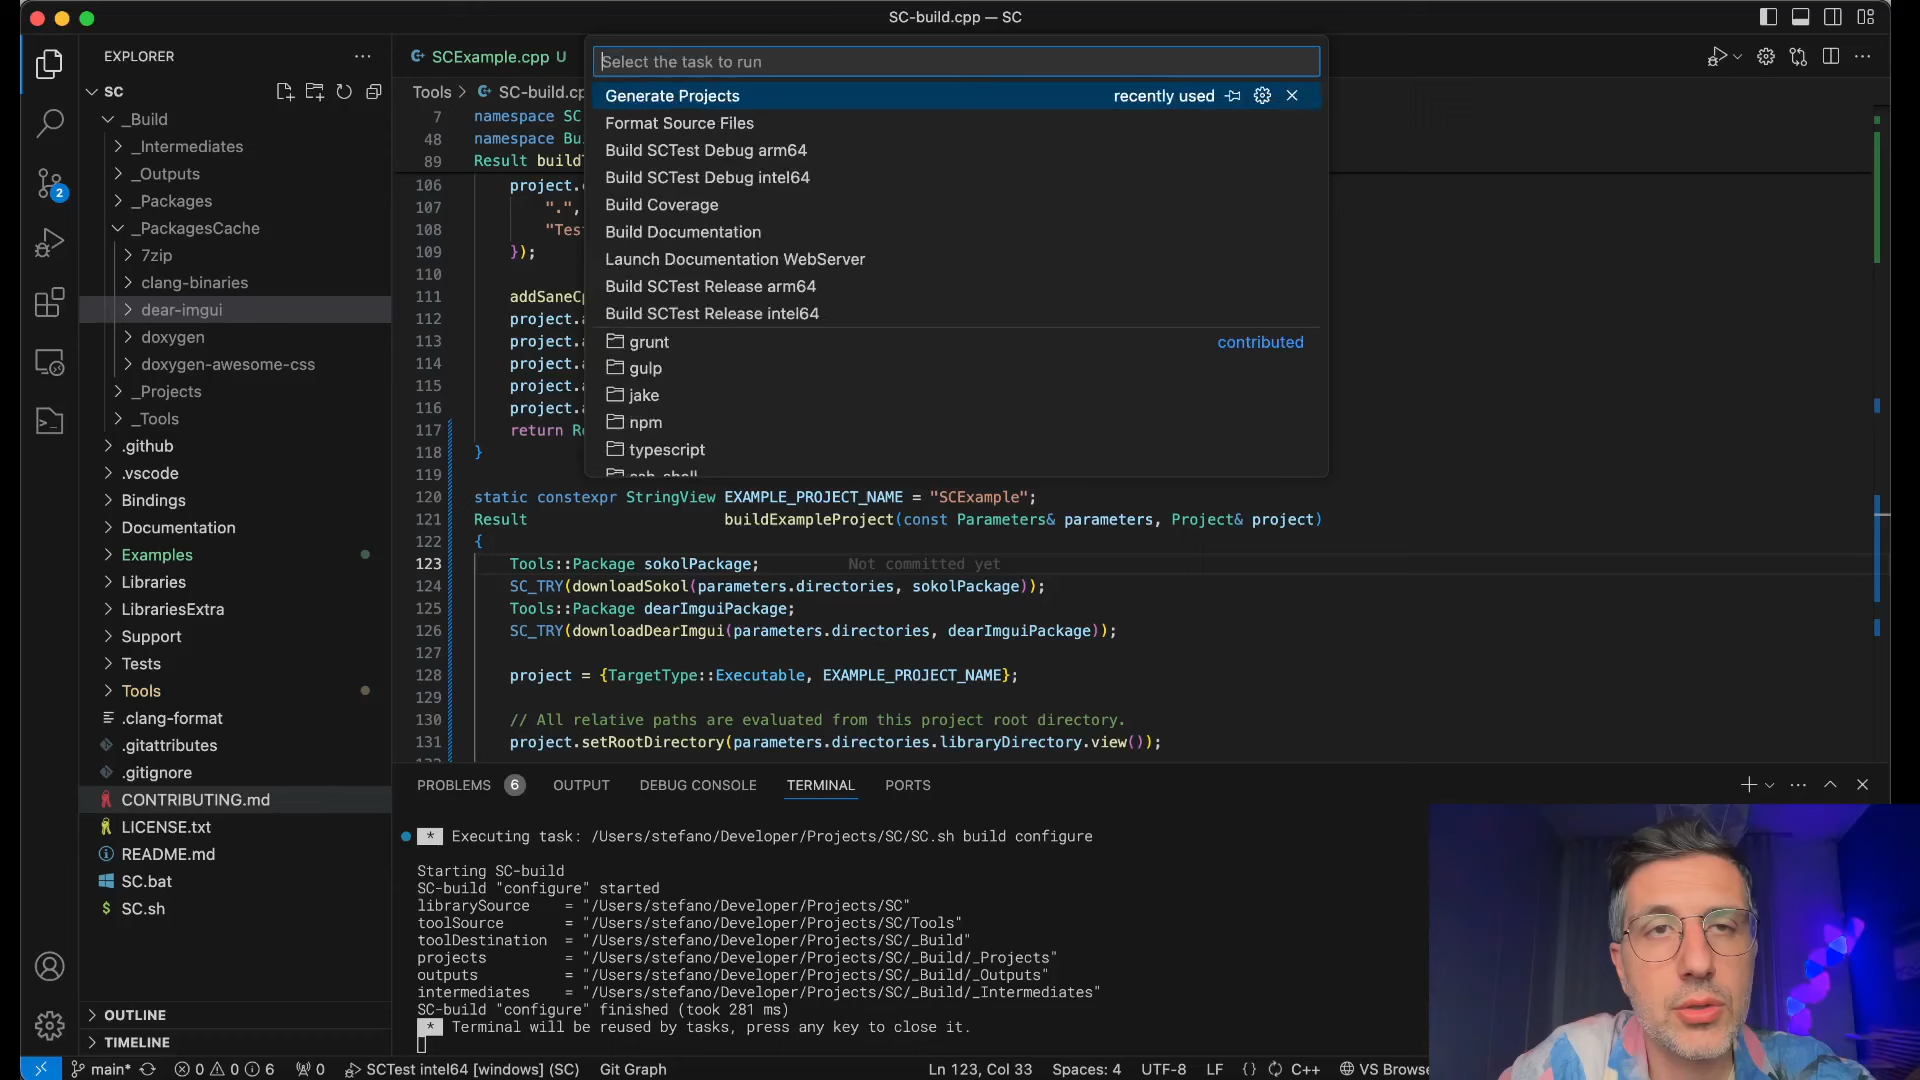 SC-build.cpp — SC
EXPLORER
SC
_Build
_Intermediates
_Outputs
_Packages
_PackagesCache
7zip
clang-binaries
dear-imgui
doxygen
doxygen-awesome-css
_Projects
_Tools
.github
.vscode
Bindings
Documentation
Examples
Libraries
LibrariesExtra
Support
Tests
Tools
.clang-format
.gitattributes
.gitignore
CONTRIBUTING.md
LICENSE.txt
README.md
SC.bat
$ SC.sh
OUTLINE
TIMELINE
2
SCExample.cpp U
Tools > SC-build.cp
Select the task to run
Generate Projects recently used
Format Source Files
Build SCTest Debug arm64
Build SCTest Debug intel64
Build Coverage
Build Documentation
Launch Documentation WebServer
Build SCTest Release arm64
Build SCTest Release intel64
grunt contributed
gulp
jake
npm
typescript
7 namespace SC
48 namespace Bu
89 Result build
106 project.
107 ".",
108 "Tes
109 });
110
111 addSaneC
112 project.a
113 project.a
114 project.a
115 project.a
116 project.a
117 return Re
118 }
119
120 static constexpr StringView EXAMPLE_PROJECT_NAME = "SCExample";
121 Result buildExampleProject(const Parameters& parameters, Project& project)
122 {
123 Tools::Package sokolPackage; Not committed yet
124 SC_TRY(downloadSokol(parameters.directories, sokolPackage));
125 Tools::Package dearImguiPackage;
126 SC_TRY(downloadDearImgui(parameters.directories, dearImguiPackage));
127
128 project = {TargetType::Executable, EXAMPLE_PROJECT_NAME};
129
130 // All relative paths are evaluated from this project root directory.
131 project.setRootDirectory(parameters.directories.libraryDirectory.view());
PROBLEMS 6 OUTPUT DEBUG CONSOLE TERMINAL PORTS
* Executing task: /Users/stefano/Developer/Projects/SC/SC.sh build configure
Starting SC-build
SC-build "configure" started
librarySource = "/Users/stefano/Developer/Projects/SC"
toolSource = "/Users/stefano/Developer/Projects/SC/Tools"
toolDestination = "/Users/stefano/Developer/Projects/SC/_Build"
projects = "/Users/stefano/Developer/Projects/SC/_Build/_Projects"
outputs = "/Users/stefano/Developer/Projects/SC/_Build/_Outputs"
intermediates = "/Users/stefano/Developer/Projects/SC/_Build/_Intermediates"
SC-build "configure" finished (took 281 ms)
* Terminal will be reused by tasks, press any key to close it.
main* 0 0 6 0 SCTest intel64 [windows] (SC) Git Graph Ln 123, Col 33 Spaces: 4 UTF-8 LF {} C++ VS Browse